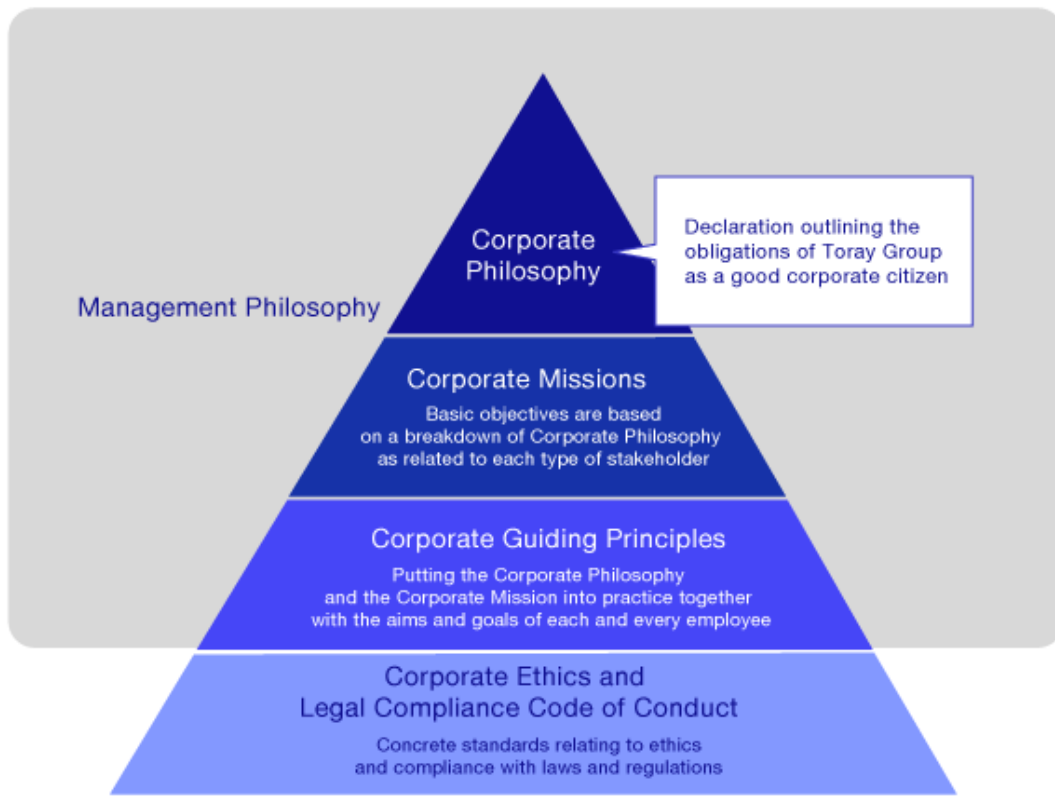 Corporate
Philosophy
Declaration outlining the
obligations of Toray Group
as a good corporate citizen
Management Philosophy
Corporate Missions
Basic objectives are based
on a breakdown of Corporate Philosophy
as related to each type of stakeholder
Corporate Guiding Principles
Putting the Corporate Philosophy
and the Corporate Mission into practice together
with the aims and goals of each and every employee
Corporate Ethics and
Legal Compliance Code of Conduct
Concrete standards relating to ethics
and compliance with laws and regulations